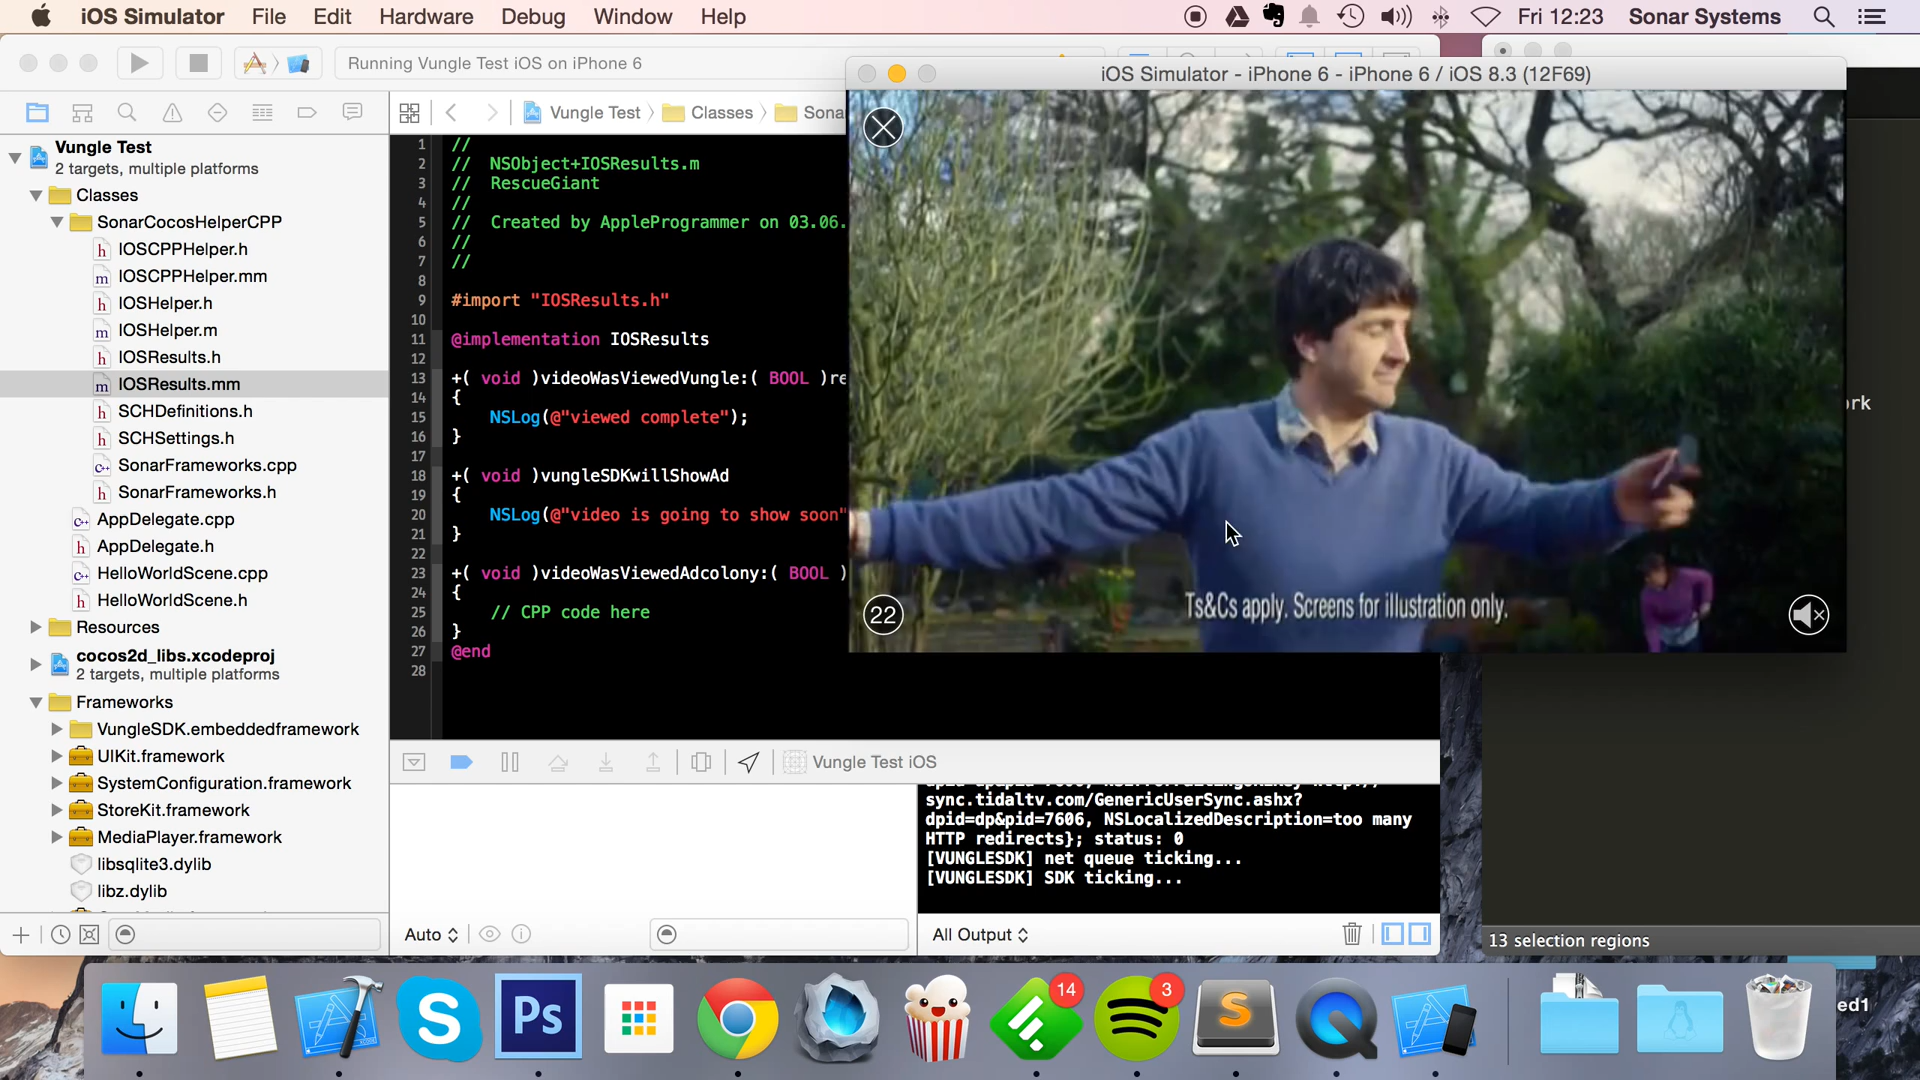 iOS Simulator File Edit Hardware Debug Window Help
Fri 12:23 Sonar Systems
Running Vungle Test iOS on iPhone 6
iOS Simulator - iPhone 6 - iPhone 6 / iOS 8.3 (12F69)
Vungle Test Classes Sona
Vungle Test
2 targets, multiple platforms
Classes
SonarCocosHelperCPP
h IOSCPPHelper.h
m IOSCPPHelper.mm
h IOSHelper.h
m IOSHelper.m
h IOSResults.h
m IOSResults.mm
h SCHDefinitions.h
h SCHSettings.h
C++ SonarFrameworks.cpp
h SonarFrameworks.h
C++ AppDelegate.cpp
h AppDelegate.h
C++ HelloWorldScene.cpp
h HelloWorldScene.h
Resources
cocos2d_libs.xcodeproj
2 targets, multiple platforms
Frameworks
VungleSDK.embeddedframework
UIKit.framework
SystemConfiguration.framework
StoreKit.framework
MediaPlayer.framework
libsqlite3.dylib
libz.dylib
1 //
2 // NSObject+IOSResults.m
3 // RescueGiant
4 //
5 // Created by AppleProgrammer on 03.06.
6 //
7 //
8
9 #import "IOSResults.h"
10
11 @implementation IOSResults
12
13 +( void )videoWasViewedVungle:( BOOL )re
14 {
15 NSLog(@"viewed complete");
16 }
17
18 +( void )vungleSDKwillShowAd
19 {
20 NSLog(@"video is going to show soon"
21 }
22
23 +( void )videoWasViewedAdcolony:( BOOL )
24 {
25 // CPP code here
26 }
27 @end
28
22
Ts&Cs apply. Screens for illustration only.
ork
Vungle Test iOS
sync.tidaltv.com/GenericUserSync.ashx?
dpid=dp&pid=7606, NSLocalizedDescription=too many
HTTP redirects}; status: 0
[VUNGLESDK] net queue ticking...
[VUNGLESDK] SDK ticking...
Auto
All Output
13 selection regions
S Ps 14 3 S
ed1